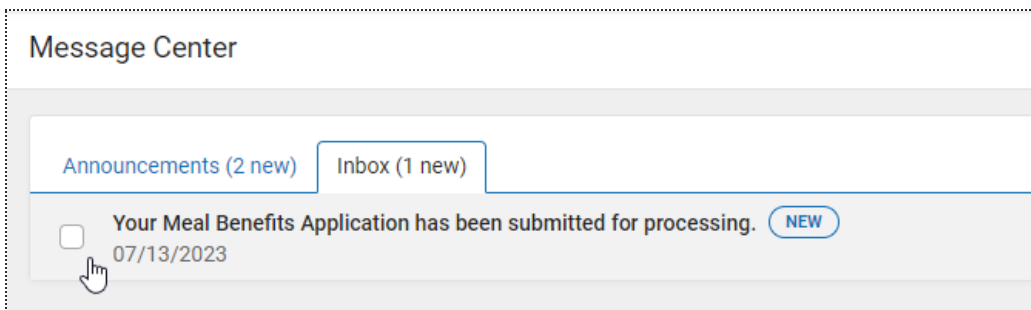 Message Center
Announcements (2 new) Inbox (1 new)
Your Meal Benefits Application has been submitted for processing. NEW
07/13/2023